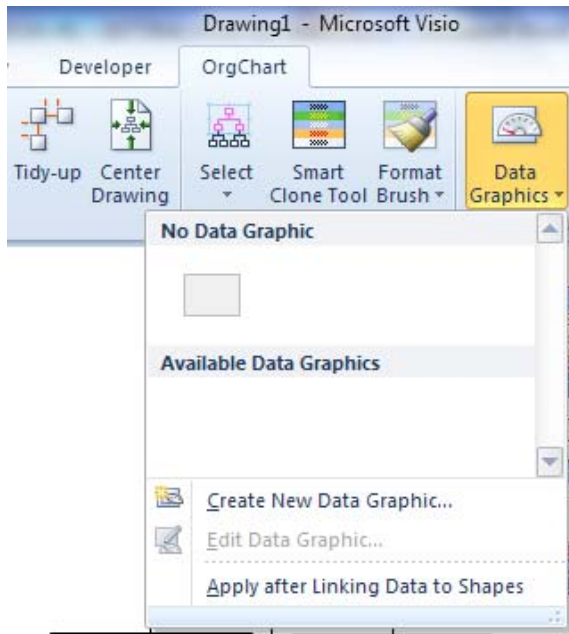 Drawing1 - Microsoft Visio
Developer OrgChart
Tidy-up Center Drawing Select Smart Clone Tool Format Brush Data Graphics
No Data Graphic
Available Data Graphics
Create New Data Graphic...
Edit Data Graphic...
Apply after Linking Data to Shapes